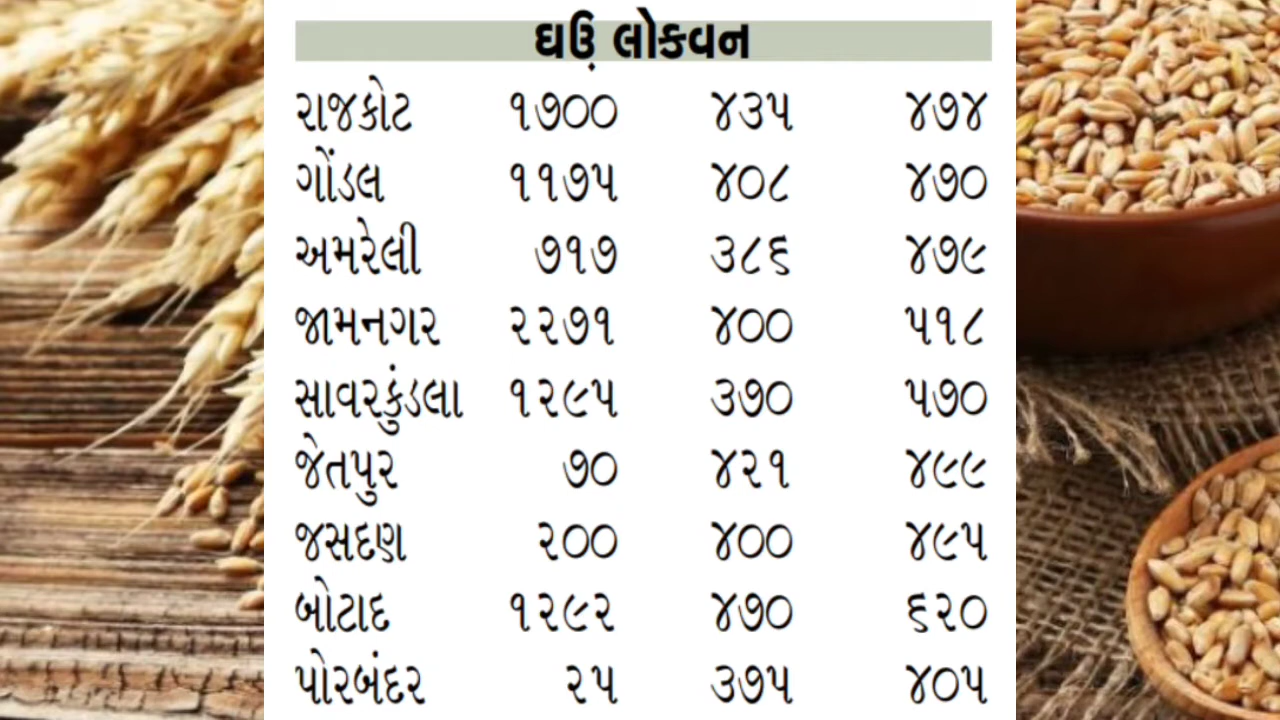 ઘઉં લોકવન
રાજકોટ ૧૭૦૦ ૪૩૫ ૪૭૪
ગોંડલ ૧૧૭૫ ૪૦૮ ૪૭૦
અમરેલી ૭૧૭ ૩૮૬ ૪૭૯
જામનગર ૨૨૭૧ ૪૦૦ ૫૧૮
સાવરકુંડલા ૧૨૯૫ ૩૭૦ ૫૭૦
જેતપુર ૭૦ ૪૨૧ ૪૯૯
જસદણ ૨૦૦ ૪૦૦ ૪૯૫
બોટાદ ૧૨૯૨ ૪૭૦ ૬૨૦
પોરબંદર ૨૫ ૩૭૫ ૪૦૫